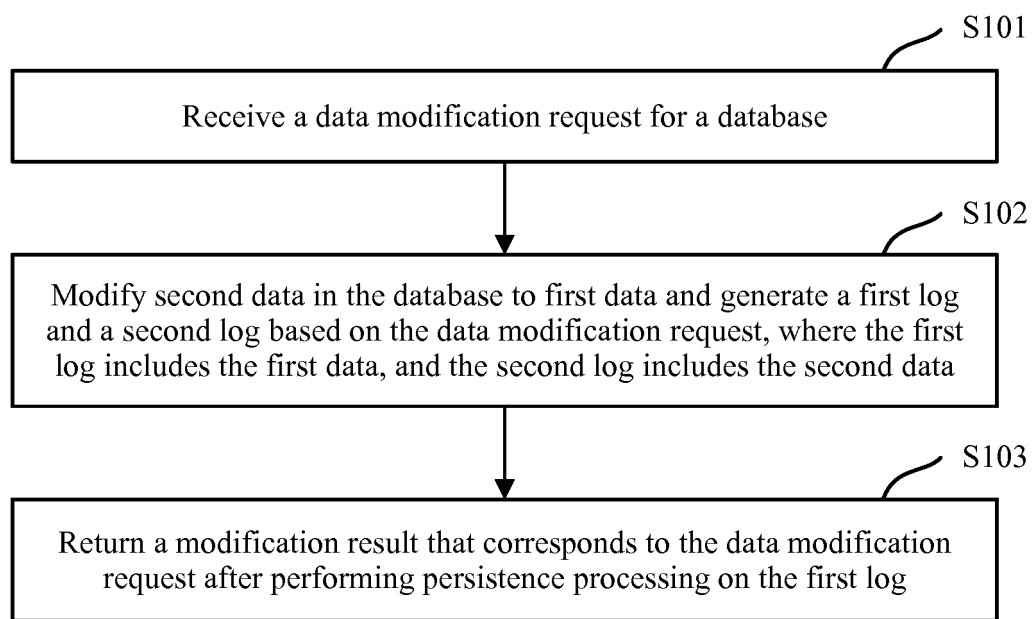 S101
Receive a data modification request for a database
S102
Modify second data in the database to first data and generate a first log
and a second log based on the data modification request, where the first
log includes the first data, and the second log includes the second data
S103
Return a modification result that corresponds to the data modification
request after performing persistence processing on the first log